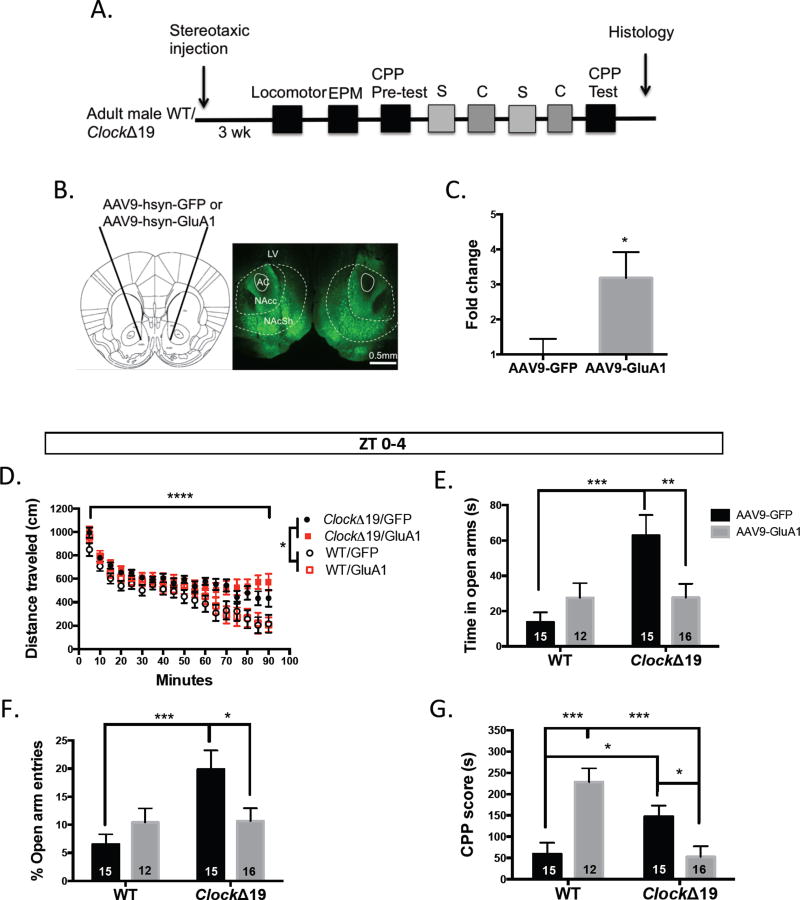 A.
Stereotaxic
injection
Histology
Locomotor EPM
CPP
Pre-test
S
C
S
C
CPP
Test
Adult male WT/
ClockΔ19
3 wk
B.
AAV9-hsyn-GFP or
AAV9-hsyn-GluA1
LV
AC
NAcc
NAcSh
0.5mm
C.
Fold change
5
4
3
2
1
*
AAV9-GFP AAV9-GluA1
ZT 0-4
D.
Distance traveled (cm)
1200
1000
800
600
400
200
0
****
0 10 20 30 40 50 60 70 80 90 100
Minutes
*
ClockΔ19/GFP
ClockΔ19/GluA1
WT/GFP
WT/GluA1
E.
Time in open arms (s)
80
60
40
20
0
*** **
15 12 15 16
WT ClockΔ19
AAV9-GFP
AAV9-GluA1
F.
% Open arm entries
25
20
15
10
5
0
*** *
15 12 15 16
WT ClockΔ19
G.
CPP score (s)
350
300
250
200
150
100
50
0
*** ***
*
*
15 12 15 16
WT ClockΔ19